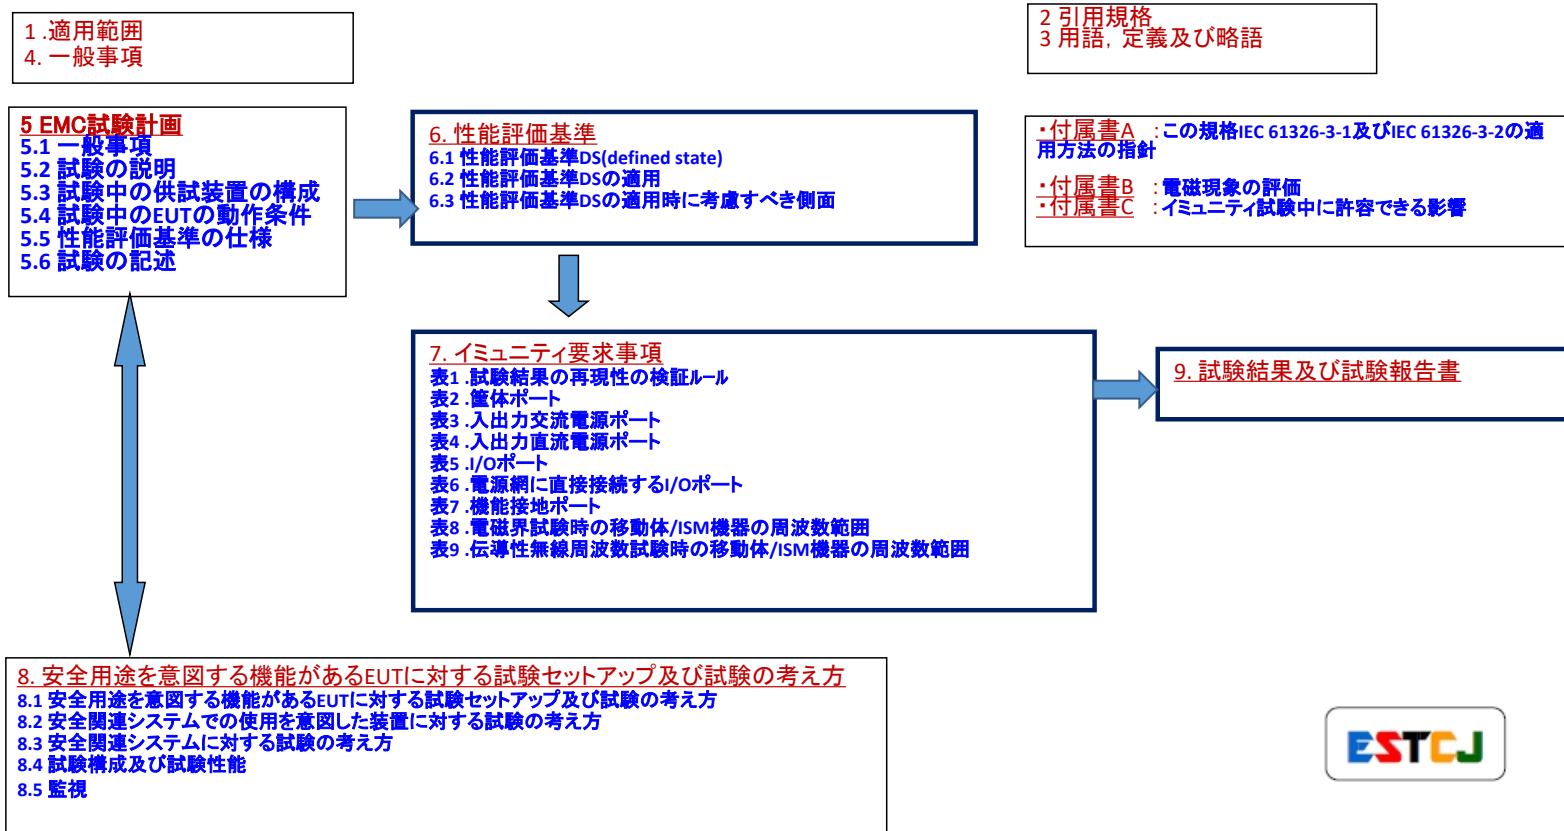 1 .適用範囲
4. 一般事項
2 引用規格
3 用語, 定義及び略語
5 EMC試験計画
5.1 一般事項
5.2 試験の説明
5.3 試験中の供試装置の構成
5.4 試験中のEUTの動作条件
5.5 性能評価基準の仕様
5.6 試験の記述
6. 性能評価基準
6.1 性能評価基準DS(defined state)
6.2 性能評価基準DSの適用
6.3 性能評価基準DSの適用時に考慮すべき側面
・付属書A :この規格IEC 61326-3-1及びIEC 61326-3-2の適
用方法の指針
・付属書B :電磁現象の評価
・付属書C :イミュニティ試験中に許容できる影響
7. イミュニティ要求事項
表1 .試験結果の再現性の検証ルール
表2 .筐体ポート
表3 .入出力交流電源ポート
表4 .入出力直流電源ポート
表5 .I/Oポート
表6 .電源網に直接接続するI/Oポート
表7 .機能接地ポート
表8 .電磁界試験時の移動体/ISM機器の周波数範囲
表9 .伝導性無線周波数試験時の移動体/ISM機器の周波数範囲
9. 試験結果及び試験報告書
8. 安全用途を意図する機能があるEUTに対する試験セットアップ及び試験の考え方
8.1 安全用途を意図する機能があるEUTに対する試験セットアップ及び試験の考え方
8.2 安全関連システムでの使用を意図した装置に対する試験の考え方
8.3 安全関連システムに対する試験の考え方
8.4 試験構成及び試験性能
8.5 監視
ESTCJ